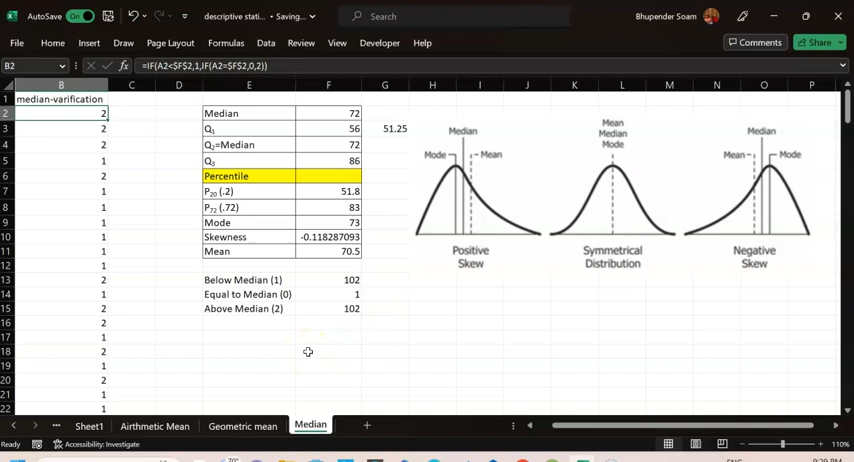 AutoSave On descriptive stati... • Saving... Search Bhupender Soam
File Home Insert Draw Page Layout Formulas Data Review View Developer Help Comments Share
B2 fx =IF(A2<$F$2,1,IF(A2=$F$2,0,2))
B C D E F G H I J K L M N O P
1 median-varification
2 2 Median 72
3 2 Q1 56 51.25
4 2 Q2=Median 72
5 1 Q3 86
6 2 Percentile
7 1 P20 (.2) 51.8
8 1 P72 (.72) 83
9 1 Mode 73
10 1 Skewness -0.118287093
11 1 Mean 70.5
12 1
13 2 Below Median (1) 102
14 1 Equal to Median (0) 1
15 2 Above Median (2) 102
16 2
17 1
18 2
19 1
20 2
21 1
22 1
Median
Mode Mean
Positive
Skew
Mean
Median
Mode
Symmetrical
Distribution
Median
Mean Mode
Negative
Skew
Sheet1 Airthmetic Mean Geometric mean Median
Ready Accessibility: Investigate 110%
70° ENG 9:29 PM